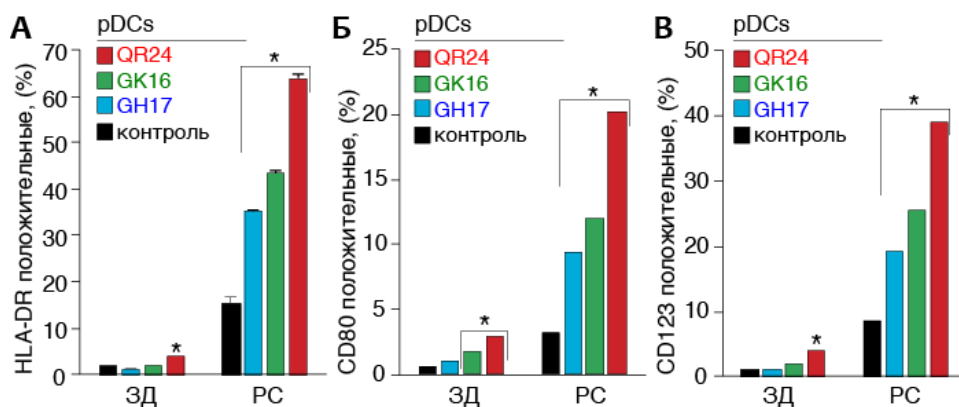 А
pDCs
QR24
GK16
GH17
контроль
HLA-DR положительные, (%)
70
60
50
40
30
20
10
0
*
*
ЗД
РС
Б
pDCs
QR24
GK16
GH17
контроль
CD80 положительные, (%)
25
20
15
10
5
0
*
*
ЗД
РС
В
pDCs
QR24
GK16
GH17
контроль
CD123 положительные, (%)
50
40
30
20
10
0
*
*
ЗД
РС